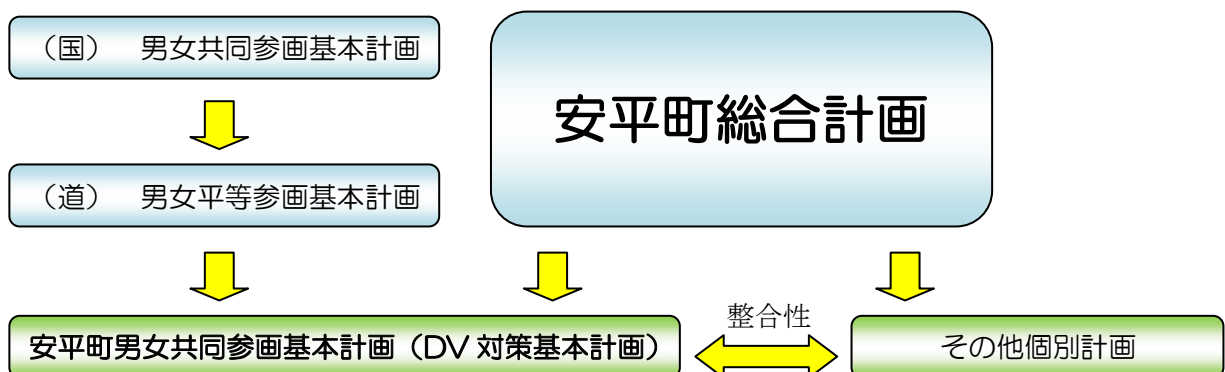 （国）　男女共同参画基本計画
安平町総合計画
（道）　男女平等参画基本計画
整合性
安平町男女共同参画基本計画（DV 対策基本計画）
その他個別計画